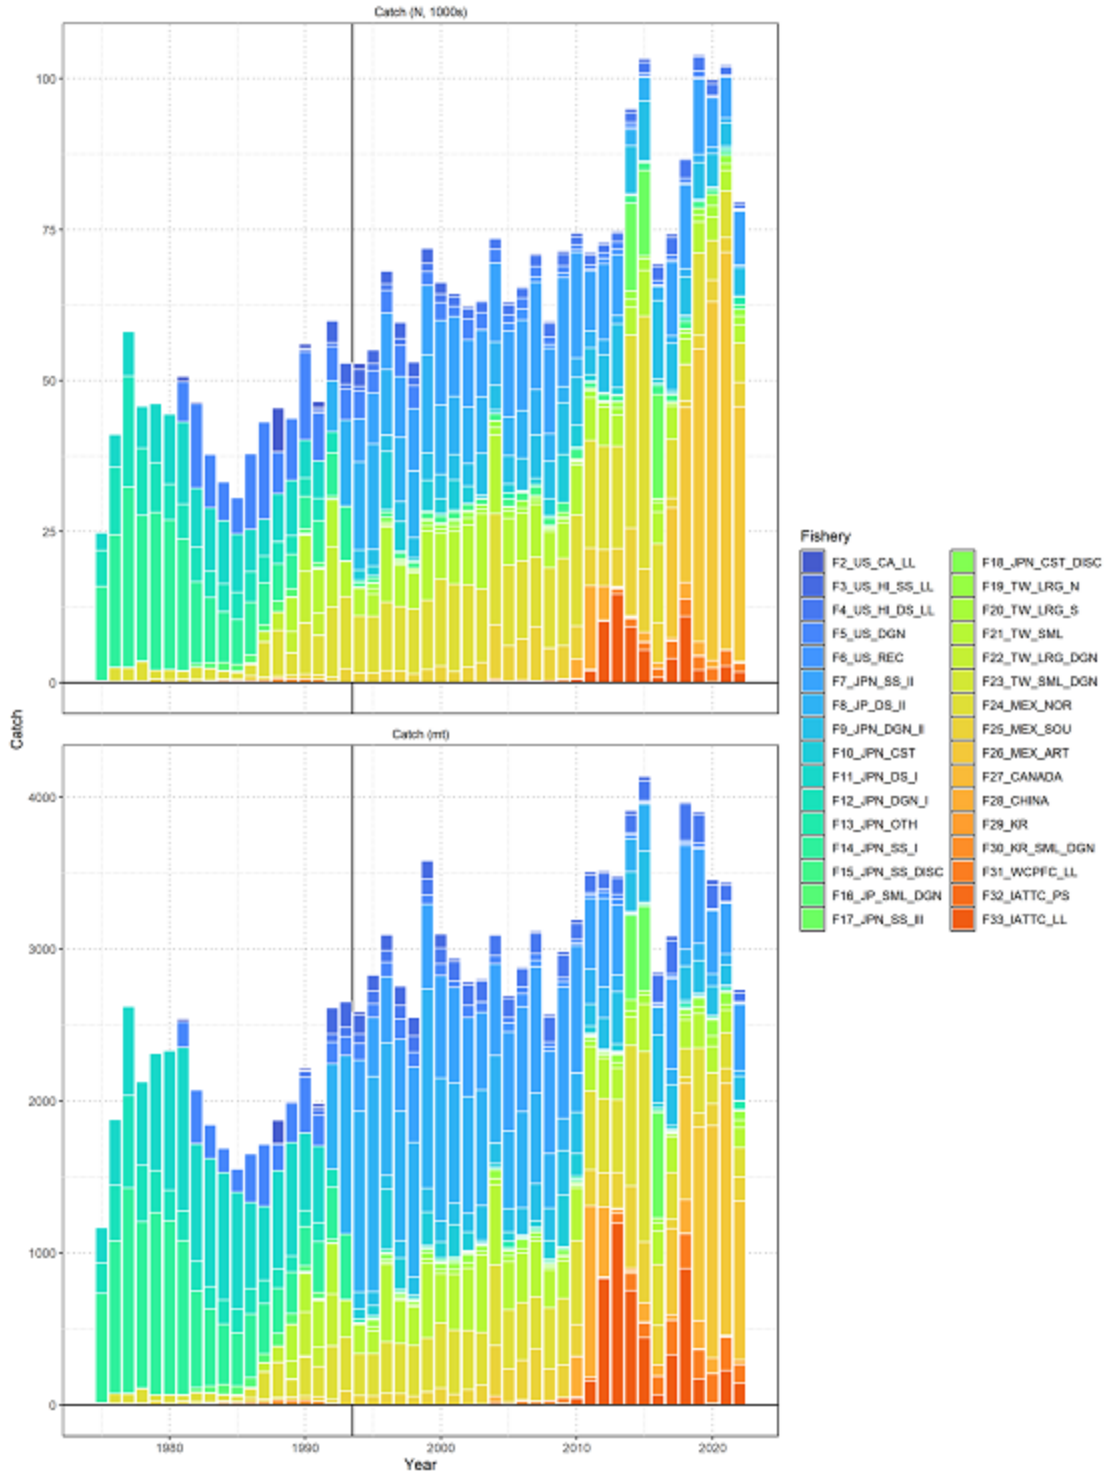 Catch (N, 1000s)
100
75
50
25
0
Catch (mt)
4000
3000
2000
1000
0
1980 1990 2000 2010 2020
Year
Catch
Fishery
F2_US_CA_LL
F3_US_HI_SS_LL
F4_US_HI_DS_LL
F5_US_DGN
F6_US_REC
F7_JPN_SS_II
F8_JP_DS_II
F9_JPN_DGN_II
F10_JPN_CST
F11_JPN_DS_I
F12_JPN_DGN_I
F13_JPN_OTH
F14_JPN_SS_I
F15_JPN_SS_DISC
F16_JP_SML_DGN
F17_JPN_SS_III
F18_JPN_CST_DISC
F19_TW_LRG_N
F20_TW_LRG_S
F21_TW_SML
F22_TW_LRG_DGN
F23_TW_SML_DGN
F24_MEX_NOR
F25_MEX_SOU
F26_MEX_ART
F27_CANADA
F28_CHINA
F29_KR
F30_KR_SML_DGN
F31_WCPFC_LL
F32_IATTC_PS
F33_IATTC_LL